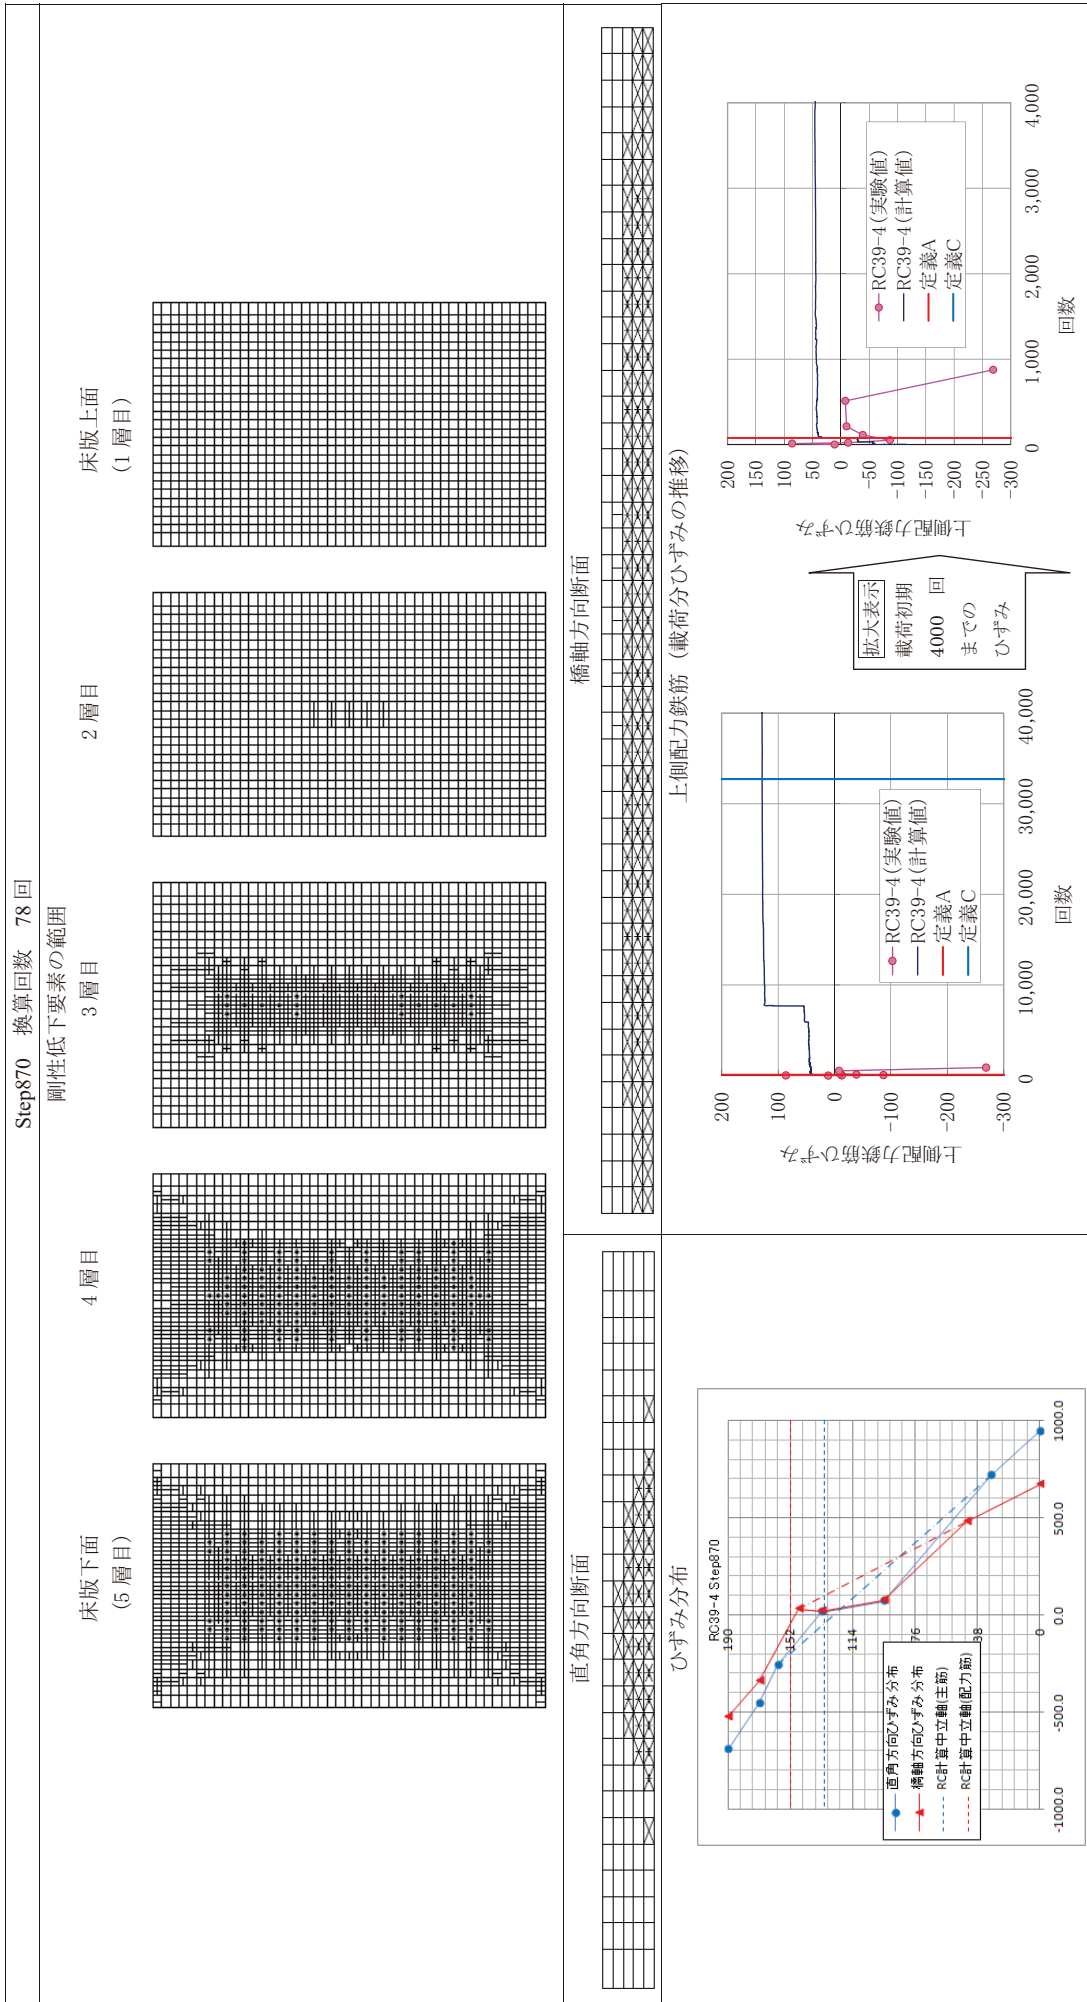 Step870 換算回数 78 回
剛性低下要素の範囲
床版下面
(5 層目)
4 層目
3 層目
2 層目
床版上面
(1 層目)
直角方向断面
橋軸方向断面
ひずみ分布
RC39-4 Step870
190
152
114
76
38
0
-1000.0
-500.0
0.0
500.0
1000.0
直角方向ひずみ分布
橋軸方向ひずみ分布
RC計算中立軸(主筋)
RC計算中立軸(配力筋)
上側配力鉄筋（載荷分ひずみの推移）
上側配力鉄筋ひずみ
200
100
0
-100
-200
-300
0
10,000
20,000
30,000
40,000
回数
RC39-4(実験値)
RC39-4(計算値)
定義A
定義C
拡大表示
載荷初期
4000 回
までの
ひずみ
上側配力鉄筋ひずみ
200
150
100
50
0
-50
-100
-150
-200
-250
-300
0
1,000
2,000
3,000
4,000
回数
RC39-4(実験値)
RC39-4(計算値)
定義A
定義C